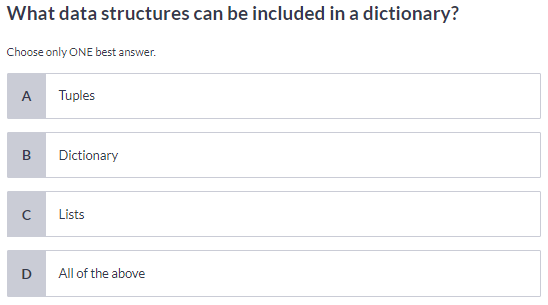 What data structures can be included in a dictionary?
Choose only ONE best answer.
A Tuples
B Dictionary
C Lists
D All of the above